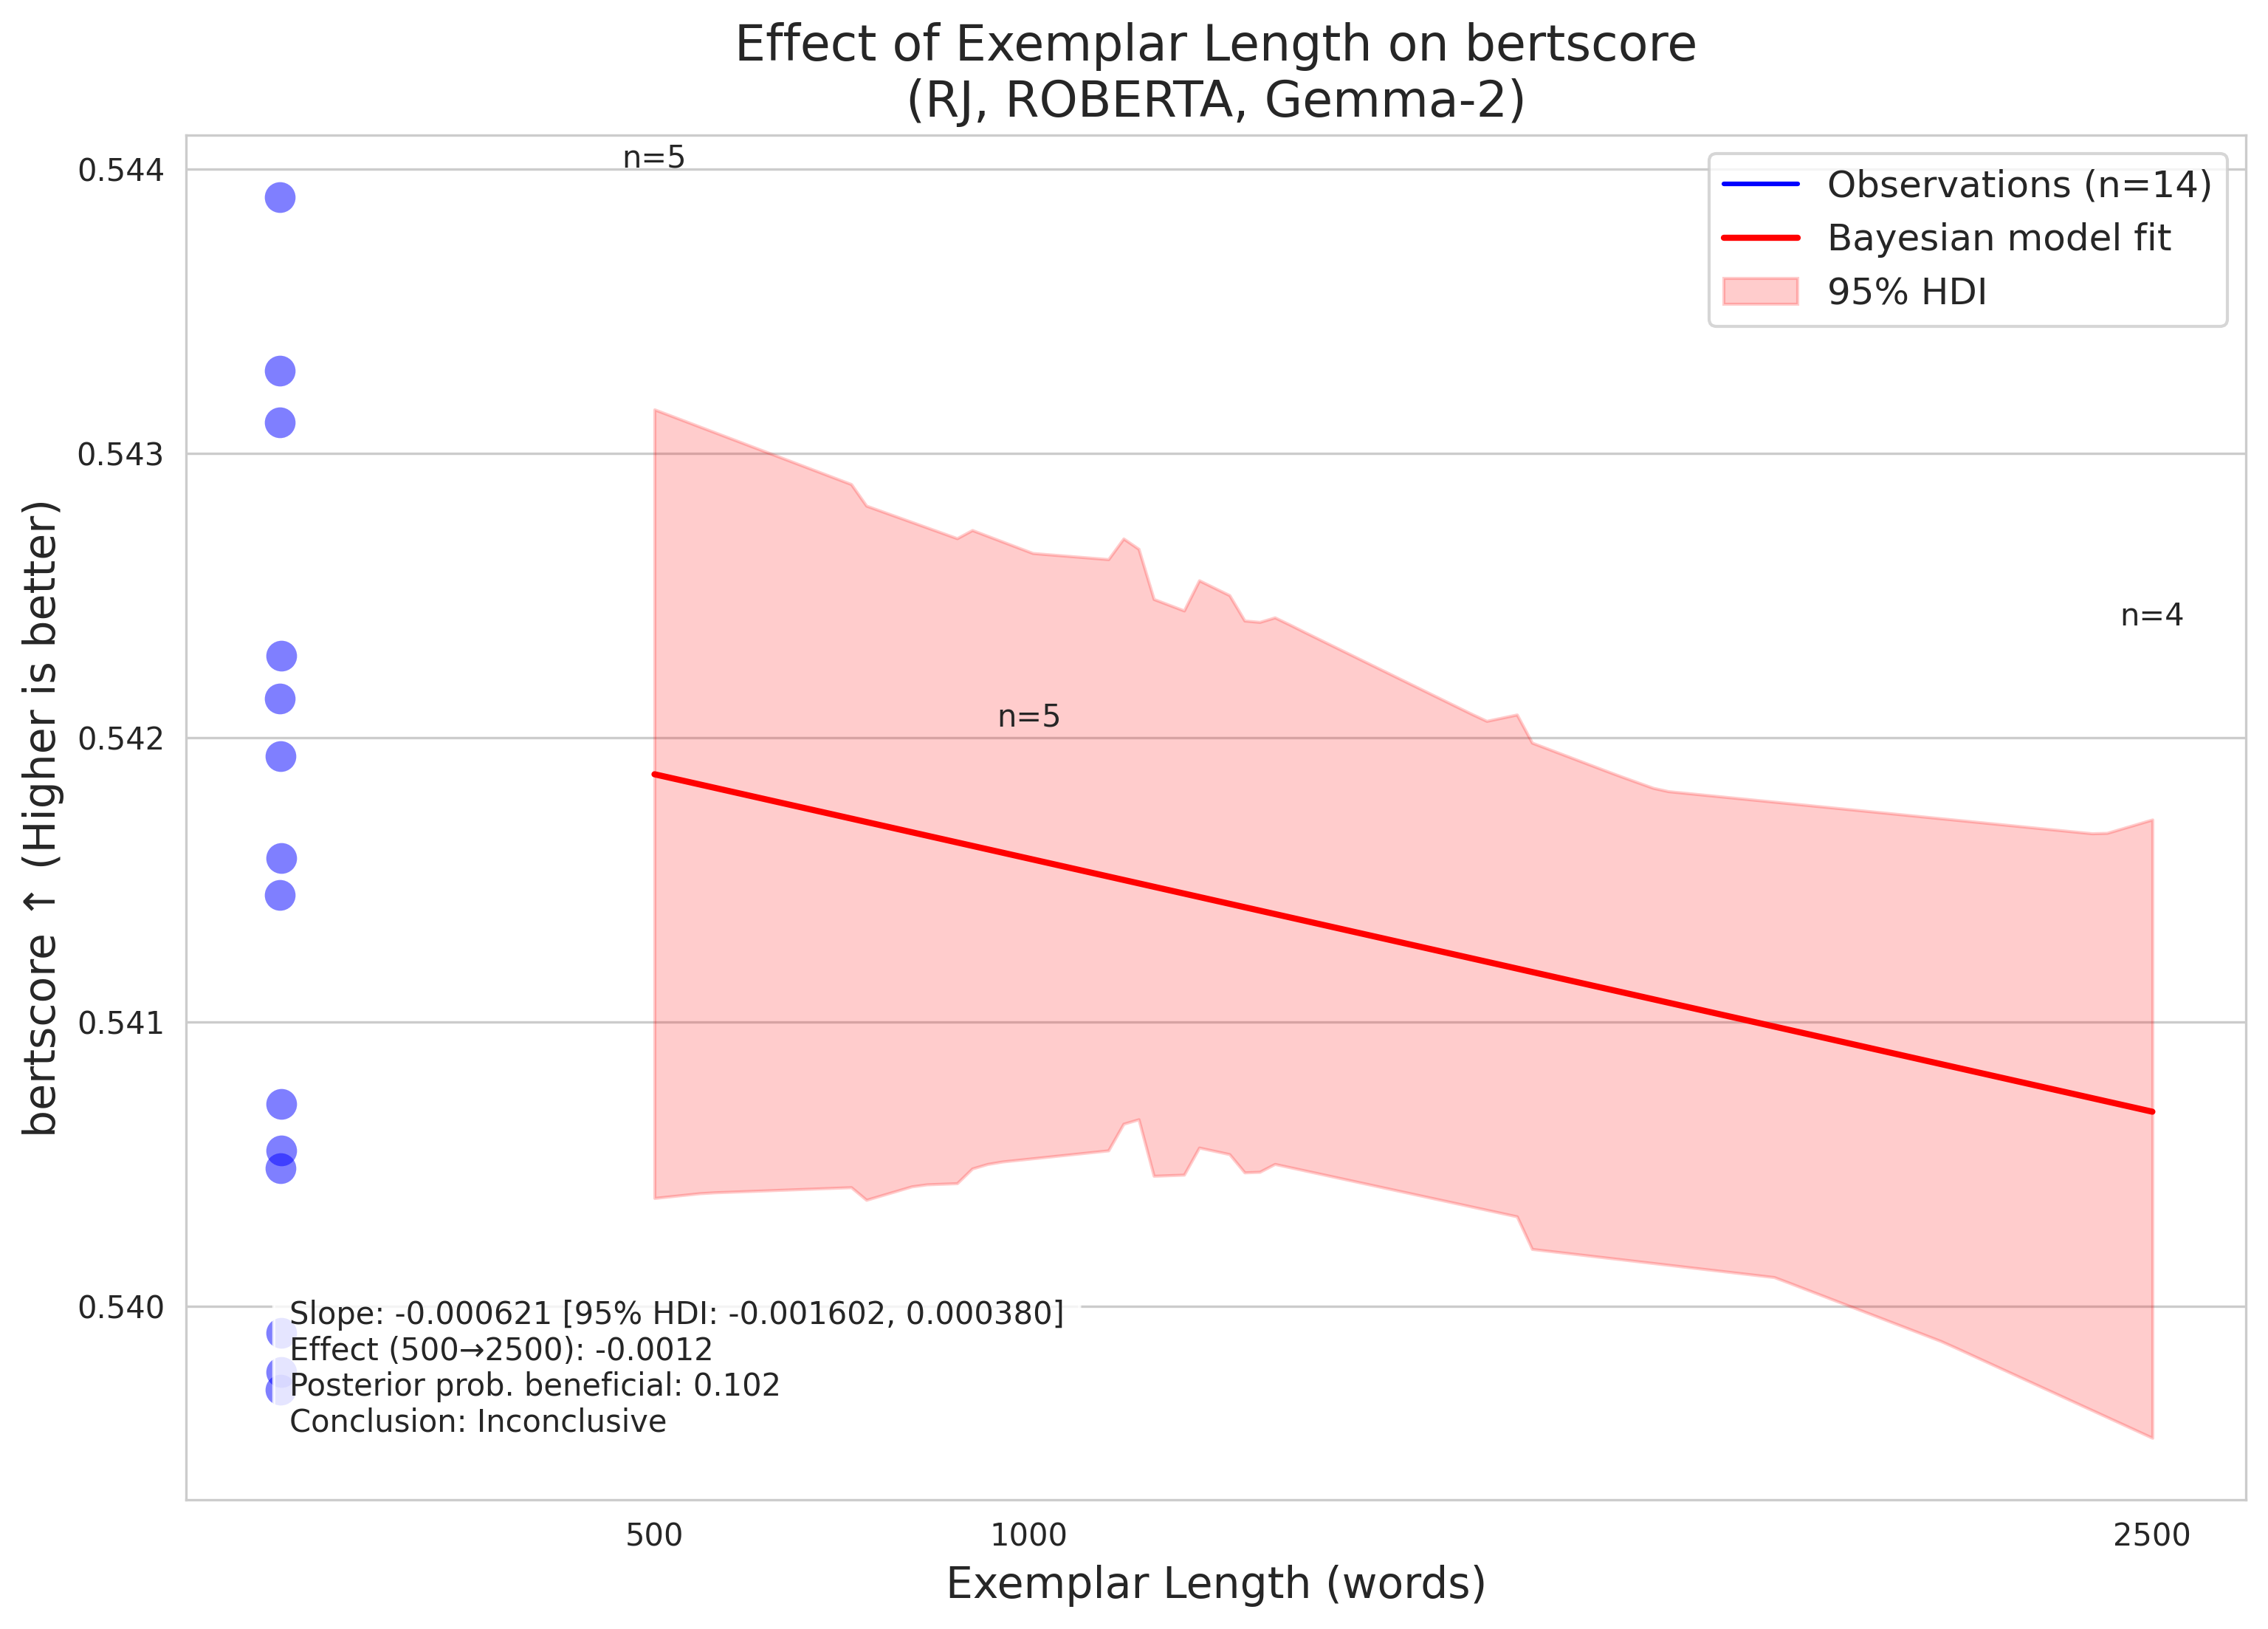 Effect of Exemplar Length on bertscore
(RJ, ROBERTA, Gemma-2)
bertscore ↑ (Higher is better)
0.544
0.543
0.542
0.541
0.540
n=5
n=5
n=4
Observations (n=14)
Bayesian model fit
95% HDI
Slope: -0.000621 [95% HDI: -0.001602, 0.000380]
Effect (500→2500): -0.0012
Posterior prob. beneficial: 0.102
Conclusion: Inconclusive
500
1000
2500
Exemplar Length (words)